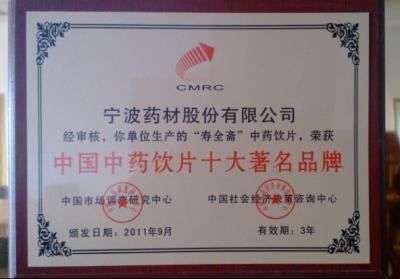 CMRC
宁波药材股份有限公司
经审核，你单位生产的“寿全斋”中药饮片，荣获
中国中药饮片十大著名品牌
中国市场调查研究中心 中国社会经济决策咨询中心
颁发日期：2011年9月 有效期：3年